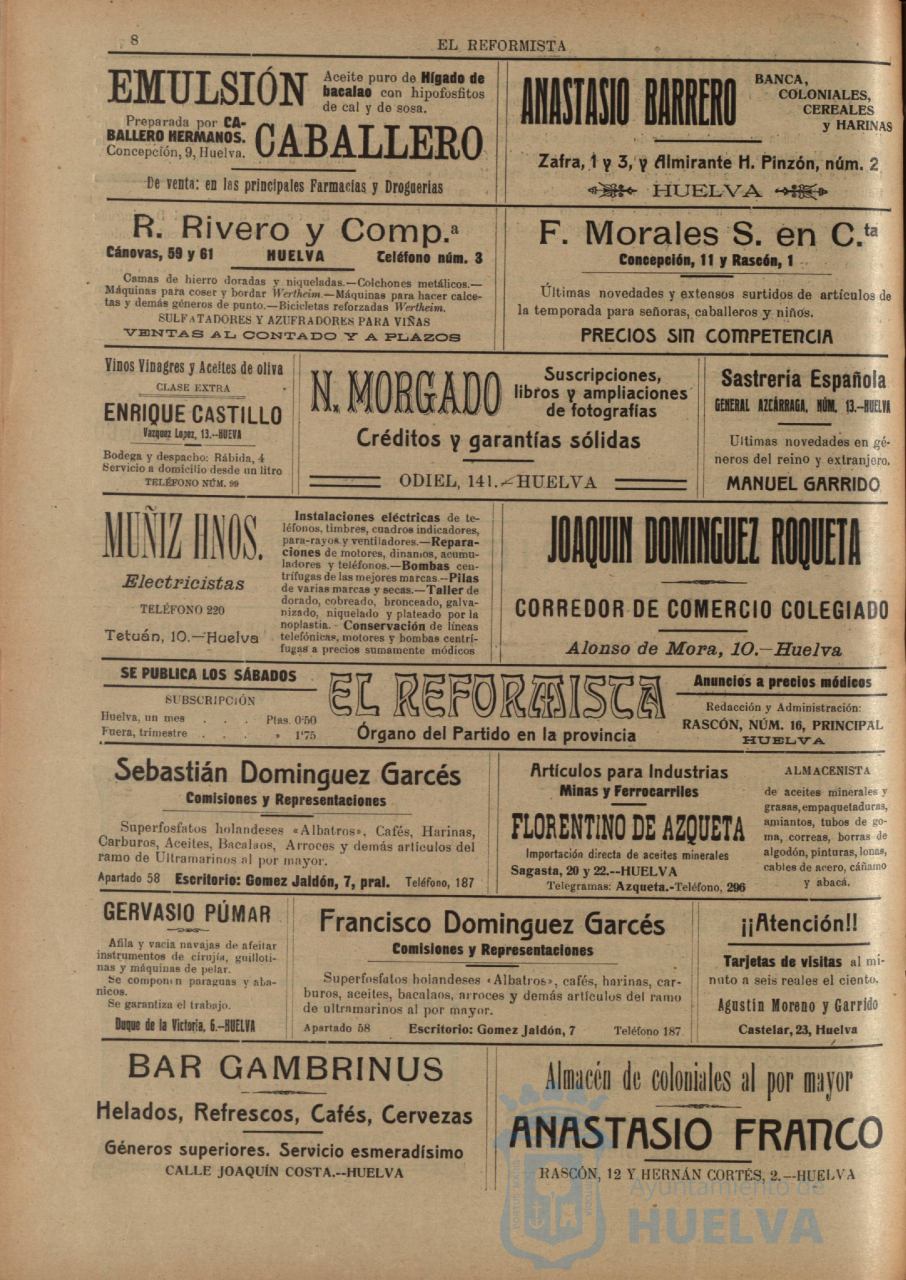 8
EL REFORMISTA
EMULSIÓN
Aceite puro de Hígado de
bacalao con hipofosfitos
de cal y de sosa.
Preparada por CA-
BALLERO HERMANOS.
Concepción, 9, Huelva.
CABALLERO
De venta: en las principales Farmacias y Droguerias
ANASTASIO BARRERO
BANCA,
COLONIALES,
CEREALES
y HARINAS
Zafra, 1 y 3, y Almirante H. Pinzón, núm. 2
HUELVA
R. Rivero y Comp.ª
Cánovas, 59 y 61 HUELVA Teléfono núm. 3
Camas de hierro doradas y niqueladas.—Colchones metálicos.—
Máquinas para coser y bordar Wertheim.—Máquinas para hacer calce-
tas y demás géneros de punto.—Bicicletas reforzadas Wertheim.
SULFATADORES Y AZUFRADORES PARA VIÑAS
VENTAS AL CONTADO Y A PLAZOS
F. Morales S. en C.ta
Concepción, 11 y Rascón, 1
Últimas novedades y extensos surtidos de artículos de
la temporada para señoras, caballeros y niños.
PRECIOS SIN COMPETENCIA
Vinos Vinagres y Aceites de oliva
CLASE EXTRA
ENRIQUE CASTILLO
Vazquez Lopez, 13.--HUEVA
Bodega y despacho: Rábida, 4
Servicio a domicilio desde un litro
TELÉFONO NÚM. 99
N. MORGADO
Suscripciones,
libros y ampliaciones
de fotografías
Créditos y garantías sólidas
ODIEL, 141.—HUELVA
Sastrería Española
GENERAL AZCÁRRAGA, NÚM. 13.--HUELVA
Ultimas novedades en gé-
neros del reino y extranjero.
MANUEL GARRIDO
MUÑIZ HNOS.
Electricistas
TELÉFONO 220
Tetuán, 10.—Huelva
Instalaciones eléctricas de te-
léfonos, timbres, cuadros indicadores,
para-rayos y ventiladores.—Repara-
ciones de motores, dinamos, acumu-
ladores y teléfonos.—Bombas cen-
trífugas de las mejores marcas.—Pilas
de varias marcas y secas.—Taller de
dorado, cobreado, bronceado, galva-
nizado, niquelado y plateado por la
noplastia.- Conservación de líneas
telefónicas, motores y bombas centrí-
fugas a precios sumamente módicos
JOAQUIN DOMINGUEZ ROQUETA
CORREDOR DE COMERCIO COLEGIADO
Alonso de Mora, 10.—Huelva
SE PUBLICA LOS SÁBADOS
SUBSCRIPCIÓN
Huelva, un mes . . . Ptas. 0'50
Fuera, trimestre . . . » 1'75
EL REFORMISTA
Órgano del Partido en la provincia
Anuncios a precios módicos
Redacción y Administración:
RASCÓN, NÚM. 16, PRINCIPAL
HUELVA
Sebastián Dominguez Garcés
Comisiones y Representaciones
Superfosfatos holandeses «Albatros», Cafés, Harinas,
Carburos, Aceites, Bacalaos, Arroces y demás artículos del
ramo de Ultramarinos al por mayor.
Apartado 58 Escritorio: Gomez Jaldón, 7, pral. Teléfono, 187
Artículos para Industrias
Minas y Ferrocarriles
FLORENTINO DE AZQUETA
Importación directa de aceites minerales
Sagasta, 20 y 22.--HUELVA
Telegramas: Azqueta.-Teléfono, 296
ALMACENISTA
de aceites minerales y
grasas, empaquetaduras,
amiantos, tubos de go-
ma, correas, borras de
algodón, pinturas, lonas,
cables de acero, cáñamo
y abacá.
GERVASIO PÚMAR
Afila y vacia navajas de afeitar
instrumentos de cirujía, guilloti-
nas y máquinas de pelar.
Se componen paraguas y aba-
nicos.
Se garantiza el trabajo.
Duque de la Victoria, 6.--HUELVA
Francisco Dominguez Garcés
Comisiones y Representaciones
Superfosfatos holandeses «Albatros», cafés, harinas, car-
buros, aceites, bacalaos, arroces y demás artículos del ramo
de ultramarinos al por mayor.
Apartado 58 Escritorio: Gomez Jaldón, 7 Teléfono 187
¡¡Atención!!
Tarjetas de visitas al mi-
nuto a seis reales el ciento.
Agustín Moreno y Garrido
Castelar, 23, Huelva
BAR GAMBRINUS
Helados, Refrescos, Cafés, Cervezas
Géneros superiores. Servicio esmeradísimo
CALLE JOAQUÍN COSTA.--HUELVA
Almacén de coloniales al por mayor
ANASTASIO FRANCO
RASCÓN, 12 Y HERNÁN CORTÉS, 2.--HUELVA
Ayuntamiento de
HUELVA